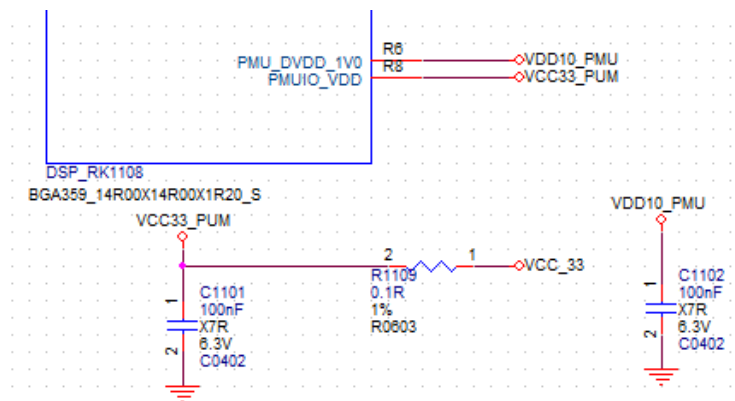 PMU_DVDD_1V0 R6 VDD10_PMU
PMUIO_VDD R8 VCC33_PUM
DSP_RK1108
BGA359_14R00X14R00X1R20_S
VCC33_PUM
2 1 VCC_33
R1109
0.1R
1%
R0603
1
C1101
100nF
X7R
6.3V
2
C0402
VDD10_PMU
1
C1102
100nF
X7R
6.3V
2
C0402